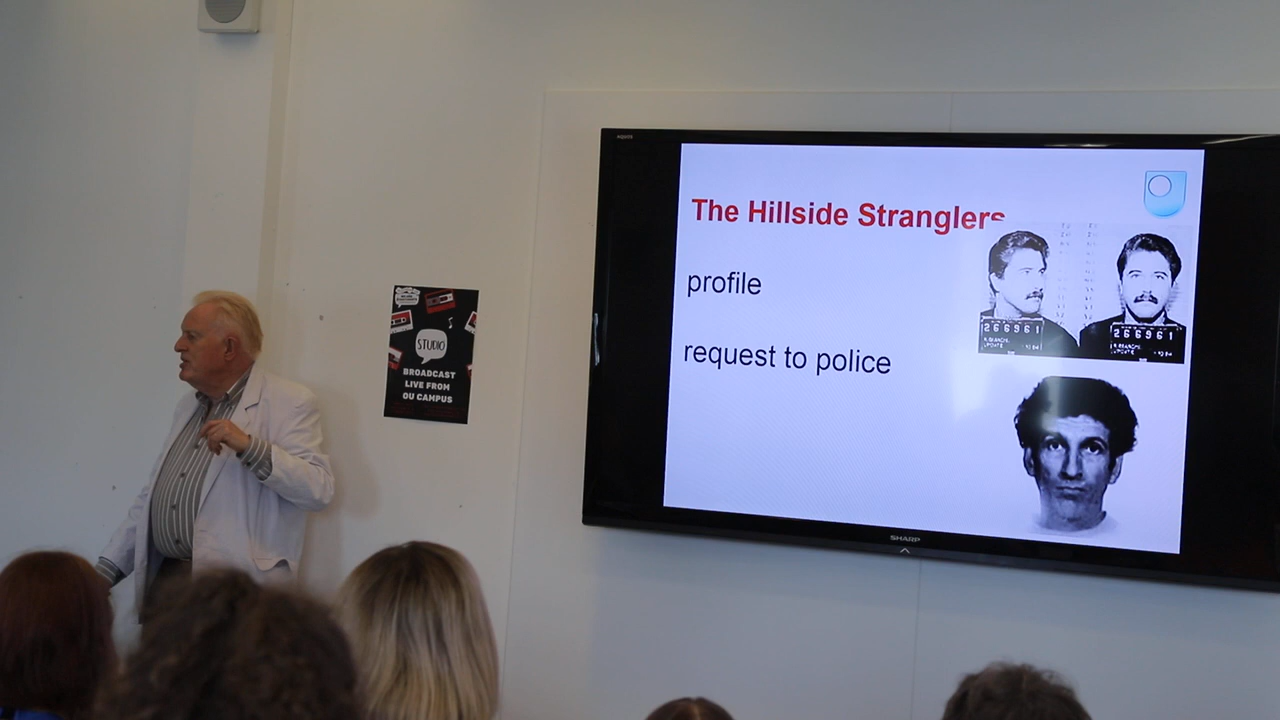 STUDIO
BROADCAST
LIVE FROM
OU CAMPUS
The Hillside Stranglers
profile
request to police
266961
266961
SHARP